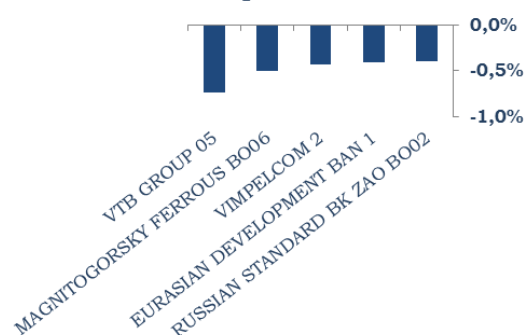 0,0%
-0,5%
-1,0%
VTB GROUP 05
MAGNITOGORSKY FERROUS BO06
VIMPELCOM 2
EURASIAN DEVELOPMENT BAN 1
RUSSIAN STANDARD BK ZAO BO02